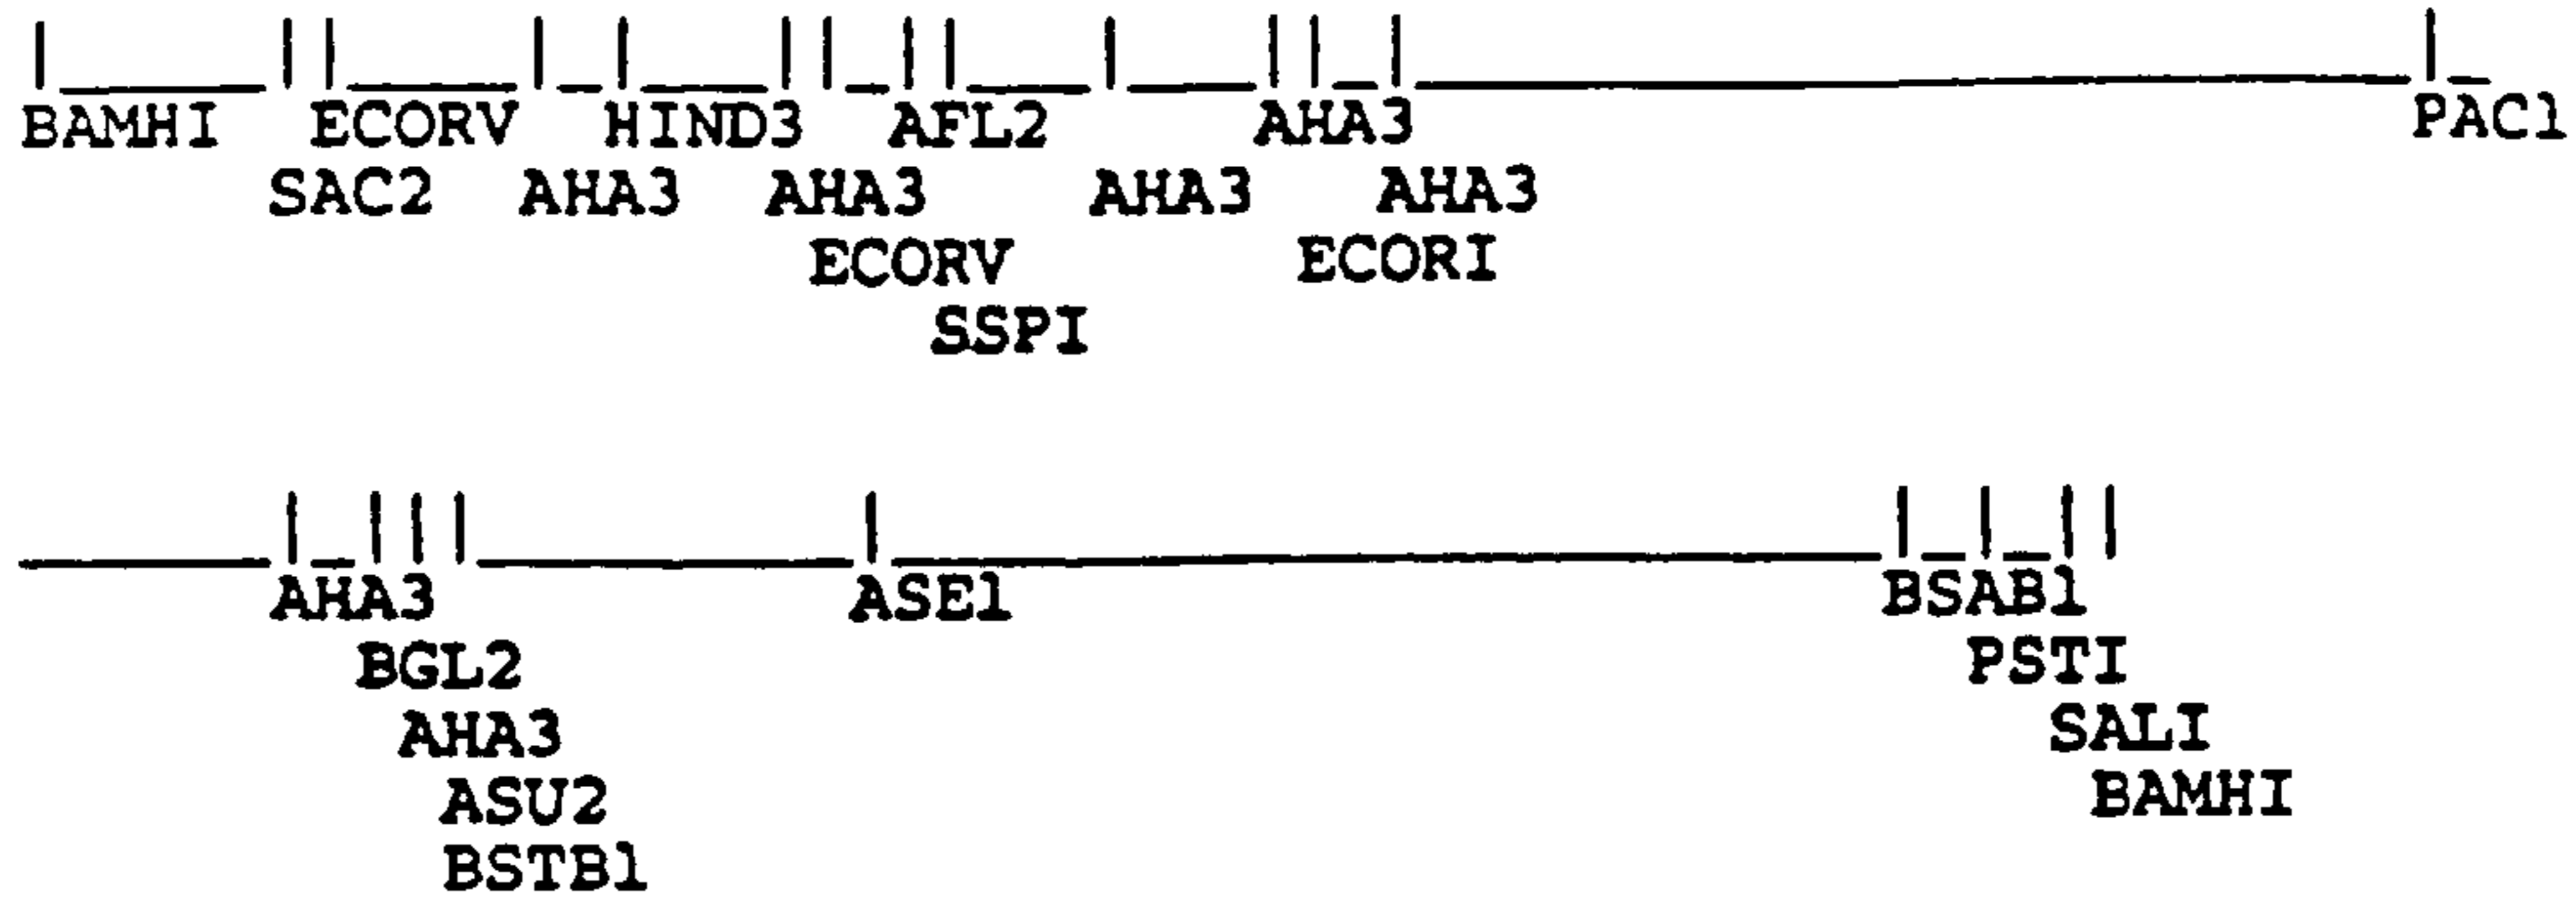 BAMHI ECORV HIND3 AFL2 AHA3 PAC1
SAC2 AHA3 AHA3 AHA3 AHA3
ECORV ECORI
SSPI
AHA3 ASE1 BSAB1
BGL2 PSTI
AHA3 SALI
ASU2 BAMHI
BSTB1